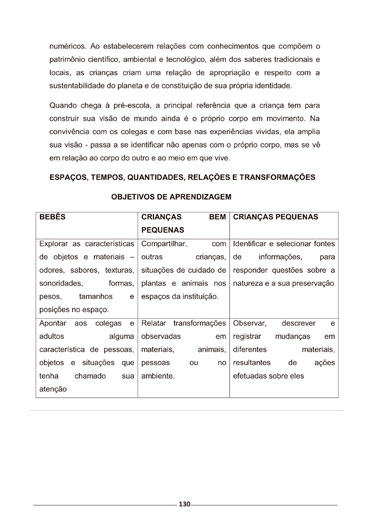 numéricos. Ao estabelecerem relações com conhecimentos que compõem o
patrimônio científico, ambiental e tecnológico, além dos saberes tradicionais e
locais, as crianças criam uma relação de apropriação e respeito com a
sustentabilidade do planeta e de constituição de sua própria identidade.
Quando chega à pré-escola, a principal referência que a criança tem para
construir sua visão de mundo ainda é o próprio corpo em movimento. Na
convivência com os colegas e com base nas experiências vividas, ela amplia
sua visão - passa a se identificar não apenas com o próprio corpo, mas se vê
em relação ao corpo do outro e ao meio em que vive.
ESPAÇOS, TEMPOS, QUANTIDADES, RELAÇÕES E TRANSFORMAÇÕES
OBJETIVOS DE APRENDIZAGEM
BEBÊS
CRIANÇAS BEM
PEQUENAS
CRIANÇAS PEQUENAS
Explorar as características
de objetos e materiais –
odores, sabores, texturas,
sonoridades, formas,
pesos, tamanhos e
posições no espaço.
Compartilhar, com
outras crianças,
situações de cuidado de
plantas e animais nos
espaços da instituição.
Identificar e selecionar fontes
de informações, para
responder questões sobre a
natureza e a sua preservação
Apontar aos colegas e
adultos alguma
característica de pessoas,
objetos e situações que
tenha chamado sua
atenção
Relatar transformações
observadas em
materiais, animais,
pessoas ou no
ambiente.
Observar, descrever e
registrar mudanças em
diferentes materiais,
resultantes de ações
efetuadas sobre eles
130